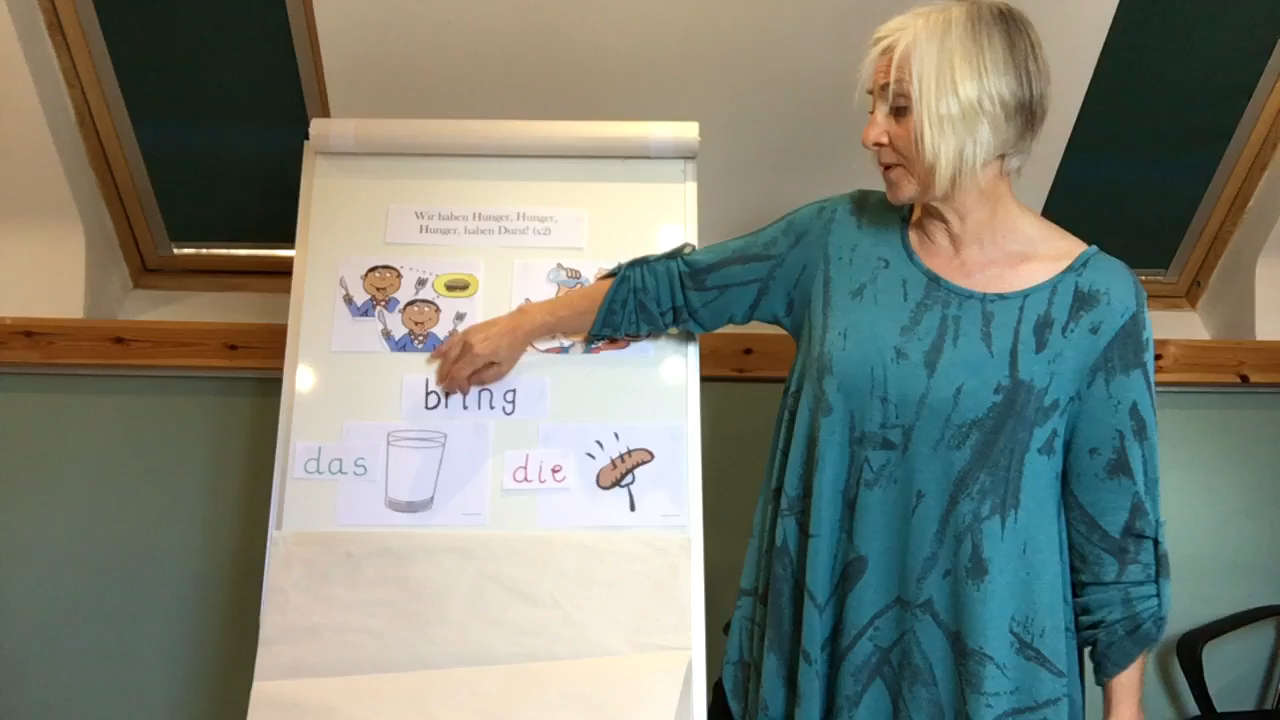 Wir haben Hunger, Hunger,
Hunger, haben Durst! (x2)
bring
das
die